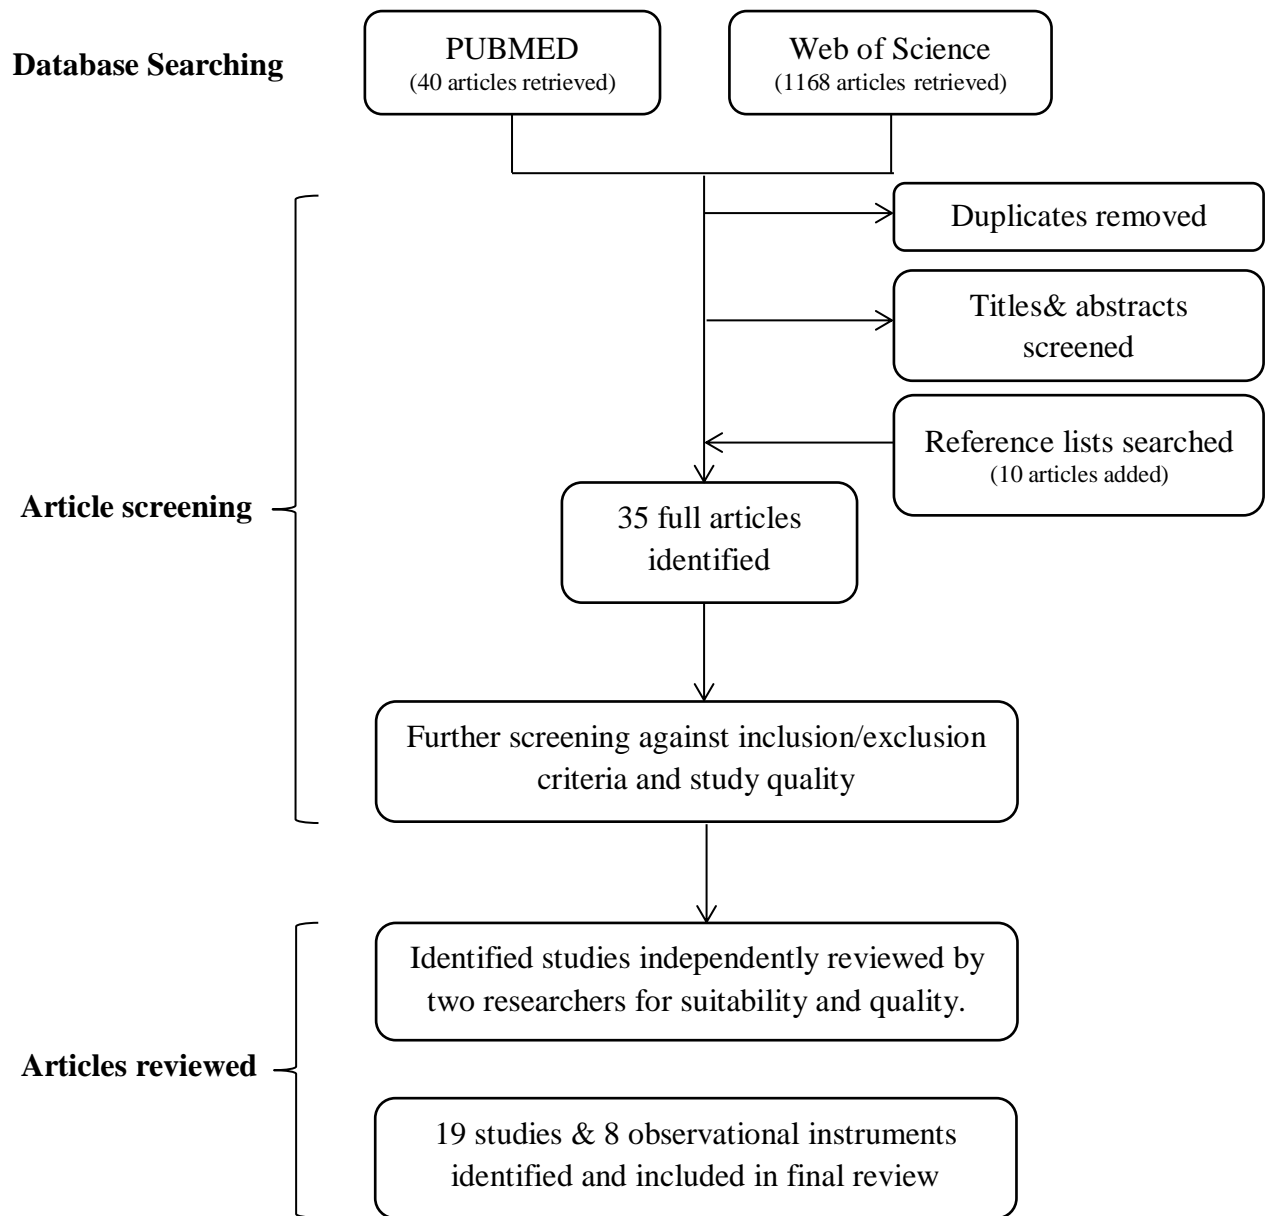 Database Searching
PUBMED
(40 articles retrieved)
Web of Science
(1168 articles retrieved)
Duplicates removed
Titles& abstracts
screened
Reference lists searched
(10 articles added)
Article screening
35 full articles
identified
Further screening against inclusion/exclusion
criteria and study quality
Articles reviewed
Identified studies independently reviewed by
two researchers for suitability and quality.
19 studies & 8 observational instruments
identified and included in final review